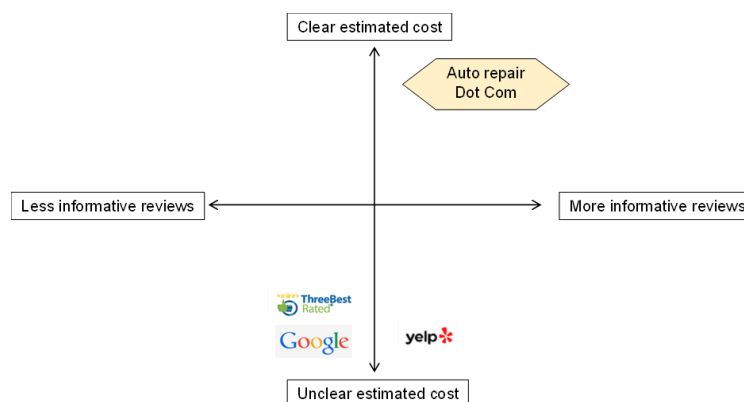 Clear estimated cost
Auto repair
Dot Com
Less informative reviews
More informative reviews
ThreeBest
Rated
Google
yelp
Unclear estimated cost